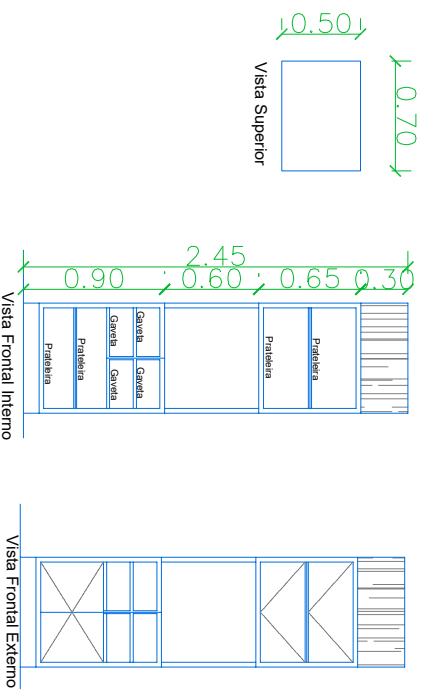 0.50
0.70
Vista Superior
2.45
0.90 0.60 0.65 0.30
Prateleira
Prateleira
Gaveta Gaveta
Gaveta Gaveta
Prateleira
Prateleira
Vista Frontal Interno
Vista Frontal Externo